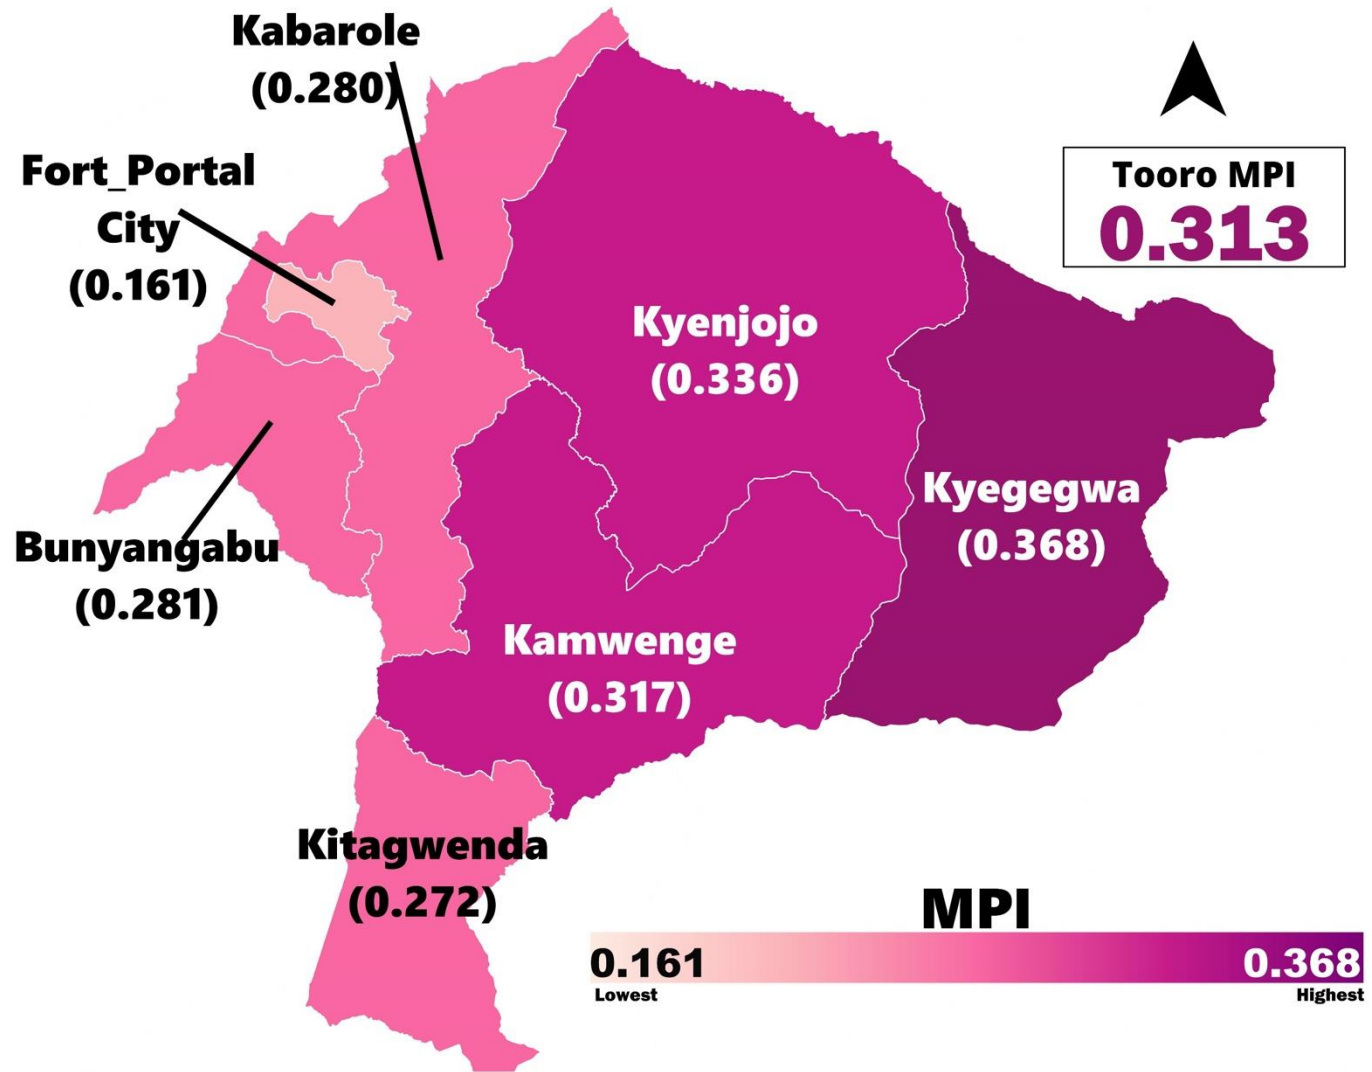 Kabarole
(0.280)
Fort_Portal
City
(0.161)
Tooro MPI
0.313
Kyenjojo
(0.336)
Kyegegwa
(0.368)
Bunyangabu
(0.281)
Kamwenge
(0.317)
Kitagwenda
(0.272)
MPI
0.161
0.368
Lowest
Highest